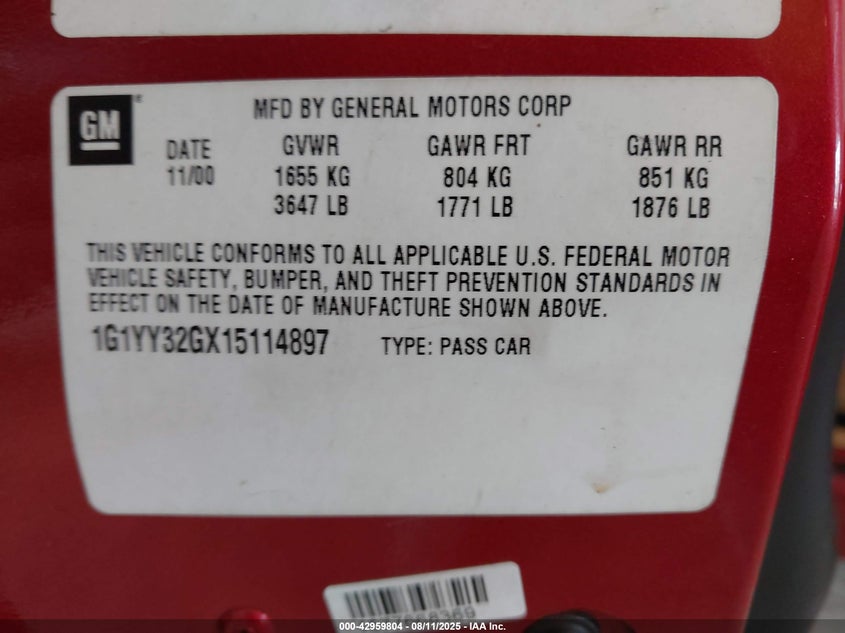 GM
MFD BY GENERAL MOTORS CORP
DATE GVWR GAWR FRT GAWR RR
11/00 1655 KG 804 KG 851 KG
3647 LB 1771 LB 1876 LB
THIS VEHICLE CONFORMS TO ALL APPLICABLE U.S. FEDERAL MOTOR
VEHICLE SAFETY, BUMPER, AND THEFT PREVENTION STANDARDS IN
EFFECT ON THE DATE OF MANUFACTURE SHOWN ABOVE.
1G1YY32GX15114897 TYPE: PASS CAR
000-42959804 - 08/11/2025 - IAA Inc.